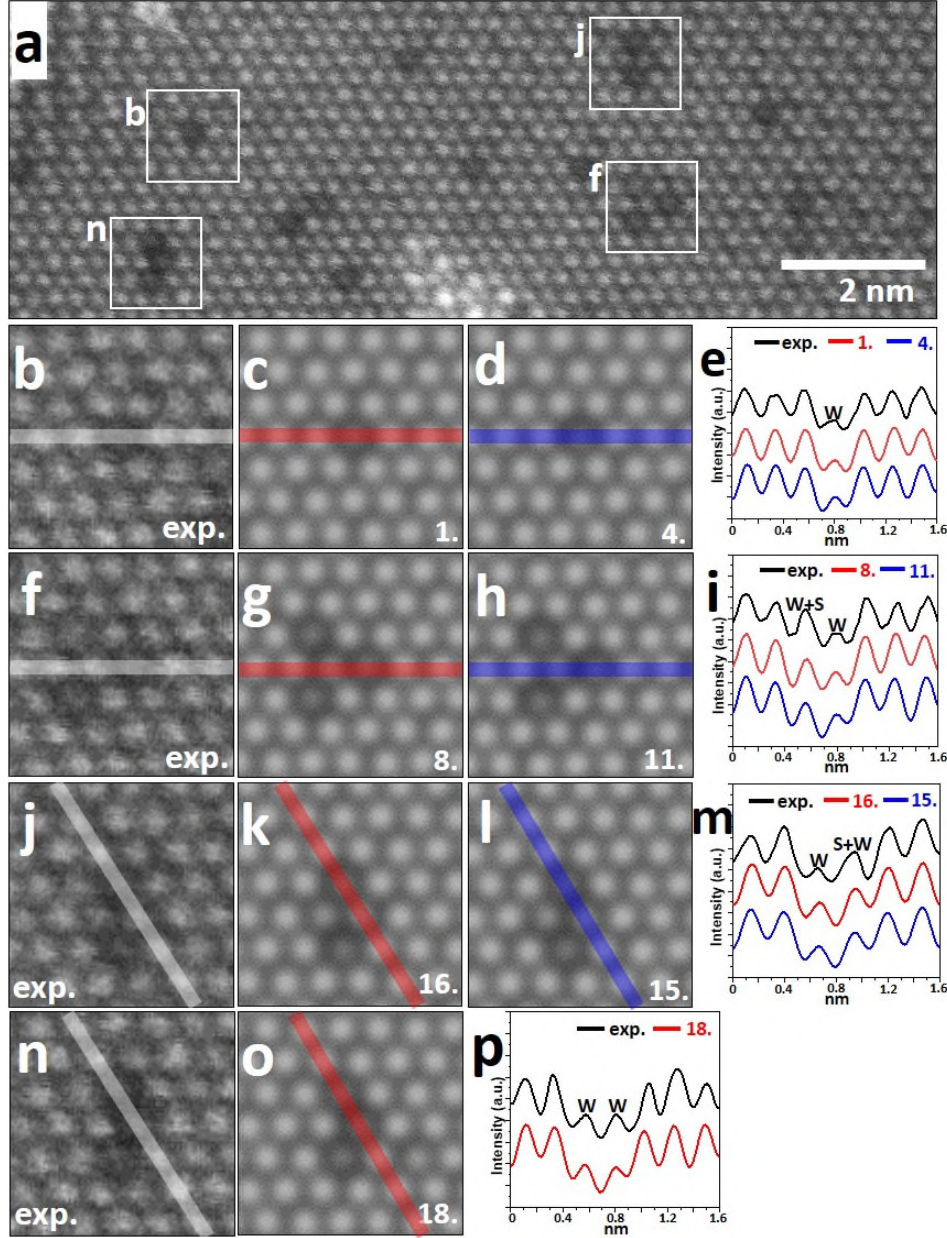 a
j
b
f
n
2 nm
b
exp.
c
1.
d
4.
e
exp. 1. 4.
W
Intensity (a.u.)
0 0.4 0.8 1.2 1.6
nm
f
exp.
g
8.
h
11.
i
exp. 8. 11.
W+S
W
Intensity (a.u.)
0 0.4 0.8 1.2 1.6
nm
j
exp.
k
16.
l
15.
m
exp. 16. 15.
S+W
W
Intensity (a.u.)
0 0.4 0.8 1.2 1.6
nm
n
exp.
o
18.
p
exp. 18.
W W
Intensity (a.u.)
0 0.4 0.8 1.2 1.6
nm